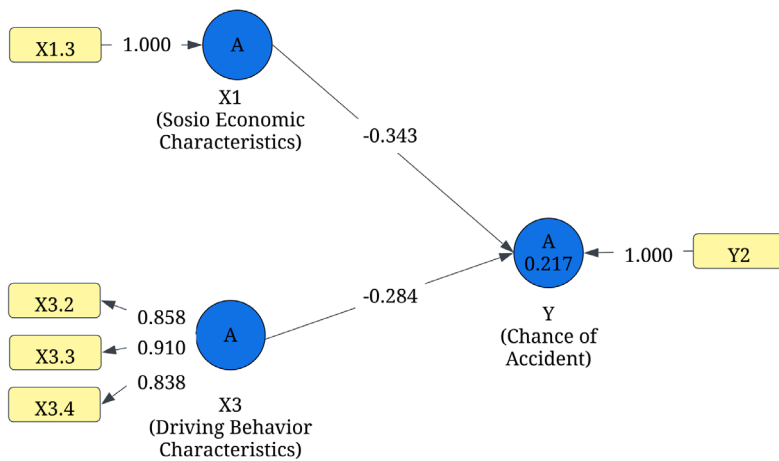 X1.3
1.000
A
X1
(Sosio Economic
Characteristics)
-0.343
A
0.217
1.000
Y2
Y
(Chance of
Accident)
-0.284
X3.2
0.858
X3.3
0.910
X3.4
0.838
A
X3
(Driving Behavior
Characteristics)